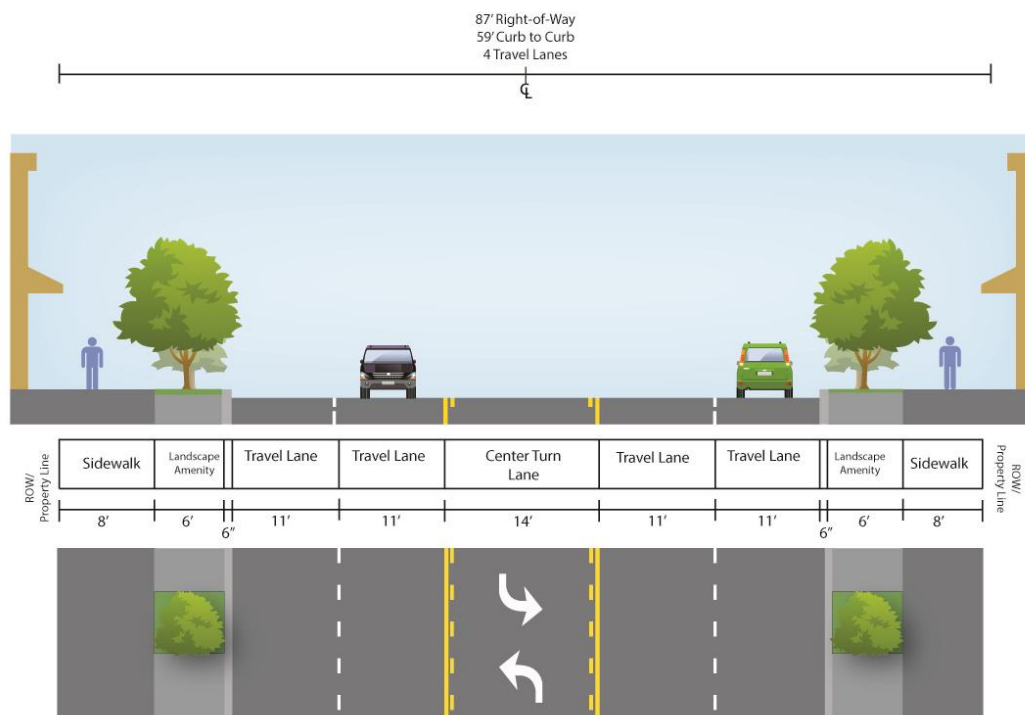 87' Right-of-Way
59' Curb to Curb
4 Travel Lanes
℄
ROW/
Property Line
Sidewalk
Landscape
Amenity
Travel Lane
Travel Lane
Center Turn
Lane
Travel Lane
Travel Lane
Landscape
Amenity
Sidewalk
ROW/
Property Line
8'
6'
6"
11'
11'
14'
11'
11'
6"
6'
8'